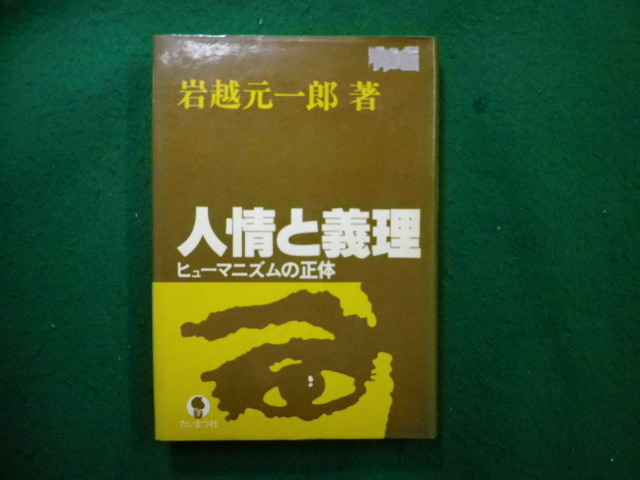 岩越元一郎 著
人情と義理
ヒューマニズムの正体
たいまつ社